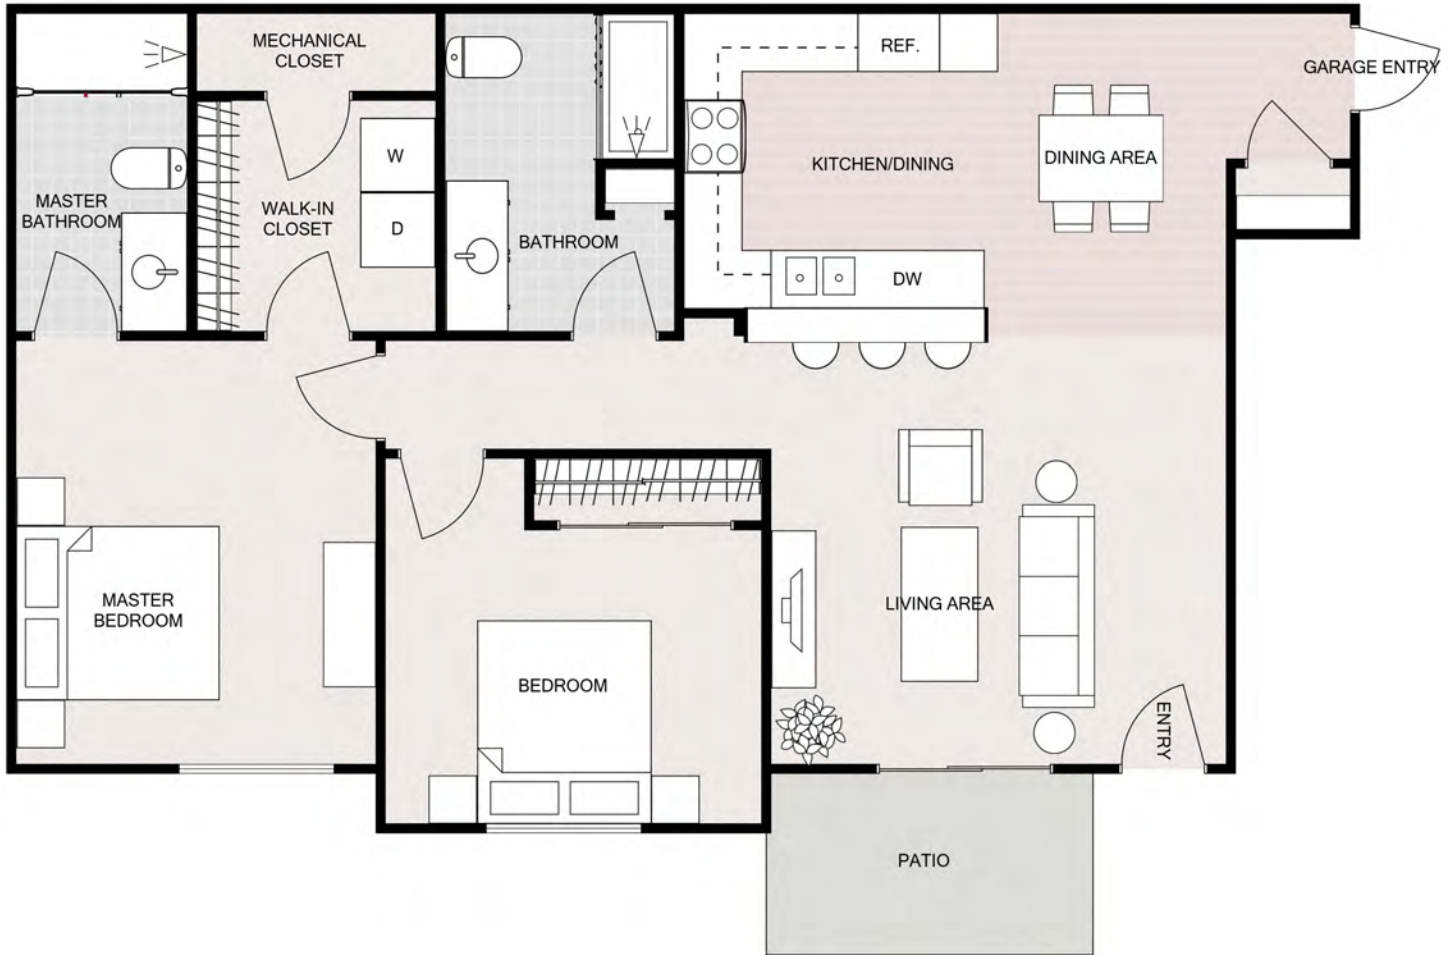 MECHANICAL
CLOSET
REF.
GARAGE ENTRY
W
KITCHEN/DINING
DINING AREA
MASTER
BATHROOM
WALK-IN
CLOSET
D
BATHROOM
DW
MASTER
BEDROOM
LIVING AREA
BEDROOM
ENTRY
PATIO